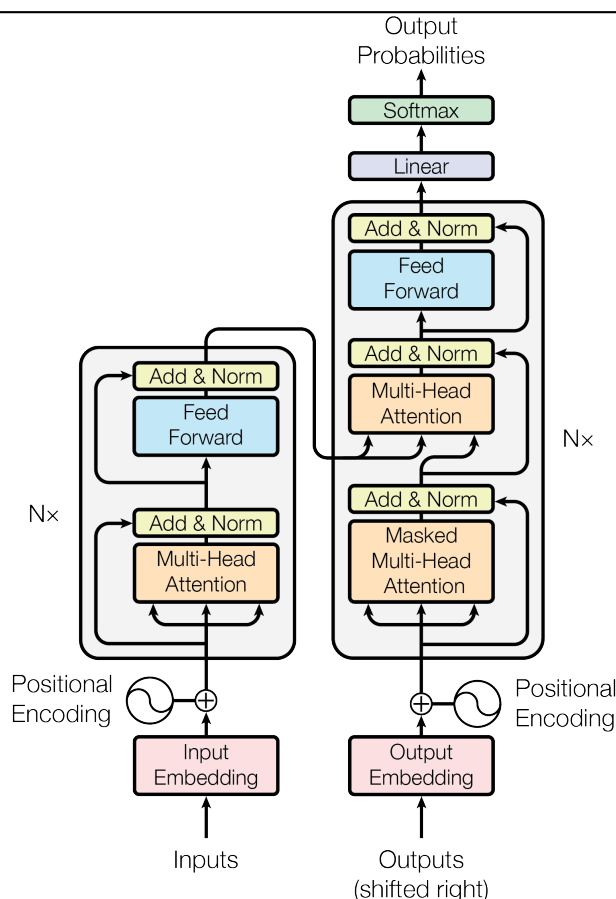 Output
Probabilities
Softmax
Linear
Add & Norm
Feed
Forward
Add & Norm
Multi-Head
Attention
N×
Add & Norm
Masked
Multi-Head
Attention
Add & Norm
Feed
Forward
N×
Add & Norm
Multi-Head
Attention
Positional
Encoding
Positional
Encoding
Input
Embedding
Output
Embedding
Inputs
Outputs
(shifted right)